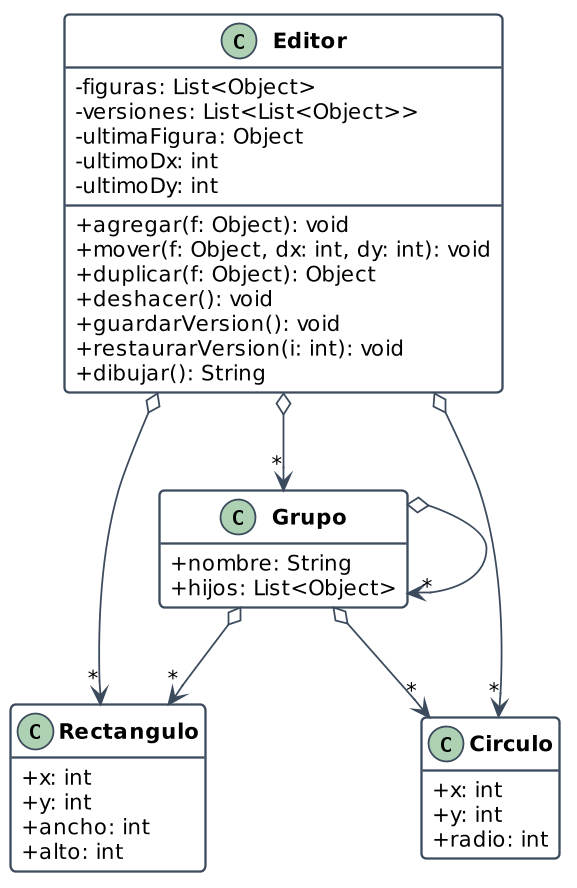 C Editor
-figuras: List<Object>
-versiones: List<List<Object>>
-ultimaFigura: Object
-ultimoDx: int
-ultimoDy: int
+agregar(f: Object): void
+mover(f: Object, dx: int, dy: int): void
+duplicar(f: Object): Object
+deshacer(): void
+guardarVersion(): void
+restaurarVersion(i: int): void
+dibujar(): String
*
C Grupo
+nombre: String
+hijos: List<Object>
*
*
*
*
*
C Rectangulo
+x: int
+y: int
+ancho: int
+alto: int
C Circulo
+x: int
+y: int
+radio: int